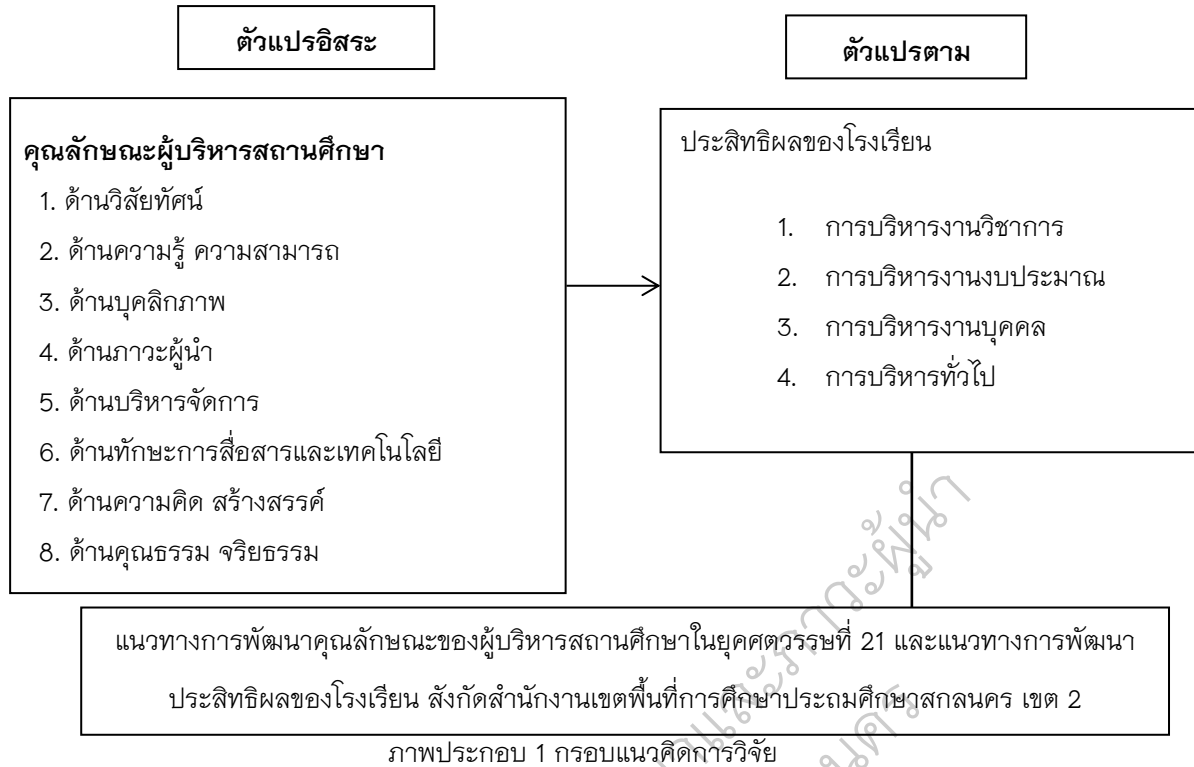 ตัวแปรอิสระ
ตัวแปรตาม
คุณลักษณะผู้บริหารสถานศึกษา
1. ด้านวิสัยทัศน์
2. ด้านความรู้ ความสามารถ
3. ด้านบุคลิกภาพ
4. ด้านภาวะผู้นำ
5. ด้านบริหารจัดการ
6. ด้านทักษะการสื่อสารและเทคโนโลยี
7. ด้านความคิด สร้างสรรค์
8. ด้านคุณธรรม จริยธรรม
ประสิทธิผลของโรงเรียน
1. การบริหารงานวิชาการ
2. การบริหารงานงบประมาณ
3. การบริหารงานบุคคล
4. การบริหารทั่วไป
แนวทางการพัฒนาคุณลักษณะของผู้บริหารสถานศึกษาในยุคศตวรรษที่ 21 และแนวทางการพัฒนา
ประสิทธิผลของโรงเรียน สังกัดสำนักงานเขตพื้นที่การศึกษาประถมศึกษาสกลนคร เขต 2
ภาพประกอบ 1 กรอบแนวคิดการวิจัย
และภาวะผู้นำ